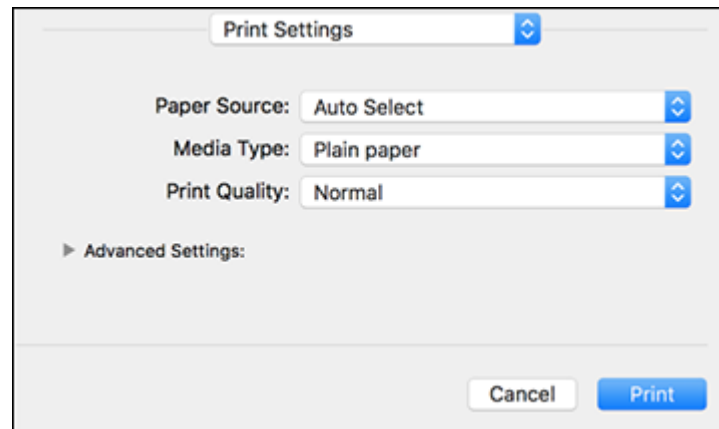 Print Settings
Paper Source: Auto Select
Media Type: Plain paper
Print Quality: Normal
Advanced Settings:
Cancel Print